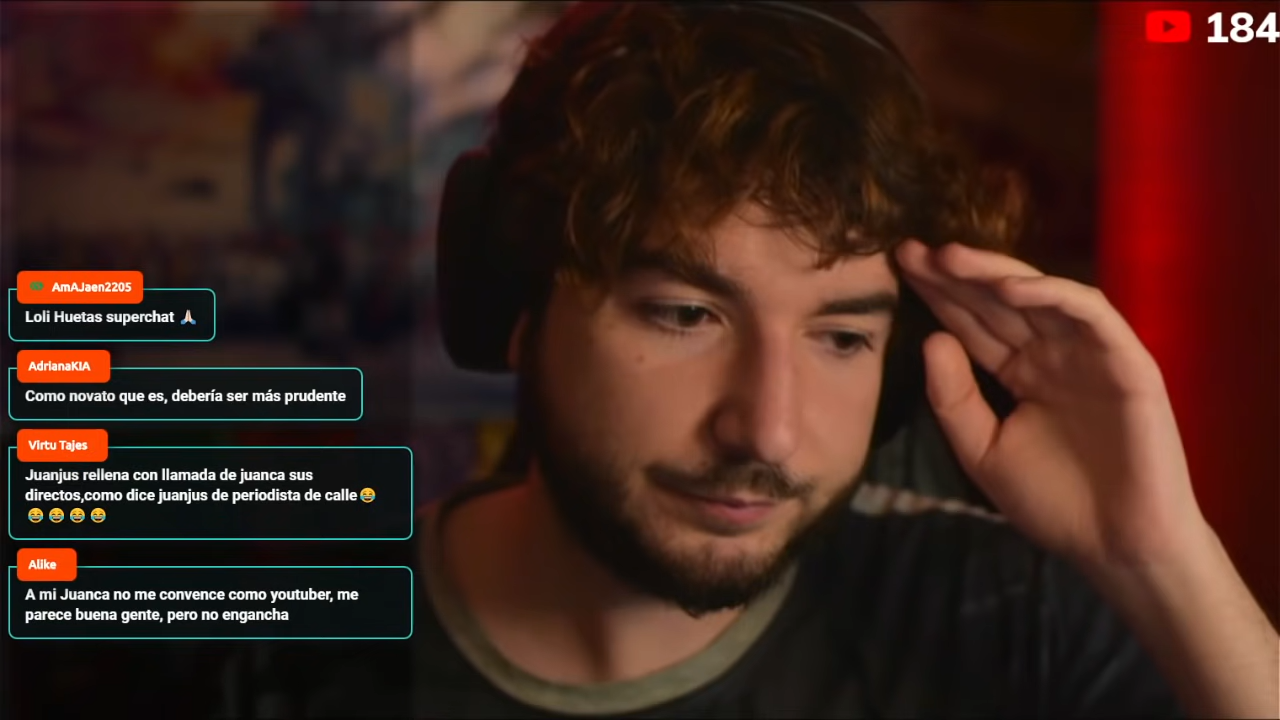 184
AmAJaen2205
Loli Huetas superchat 🙏🏻
AdrianaKIA
Como novato que es, debería ser más prudente
Virtu Tajes
Juanjus rellena con llamada de juanca sus
directos,como dice juanjus de periodista de calle😂
😂😂😂😂
Alike
A mi Juanca no me convence como youtuber, me
parece buena gente, pero no engancha